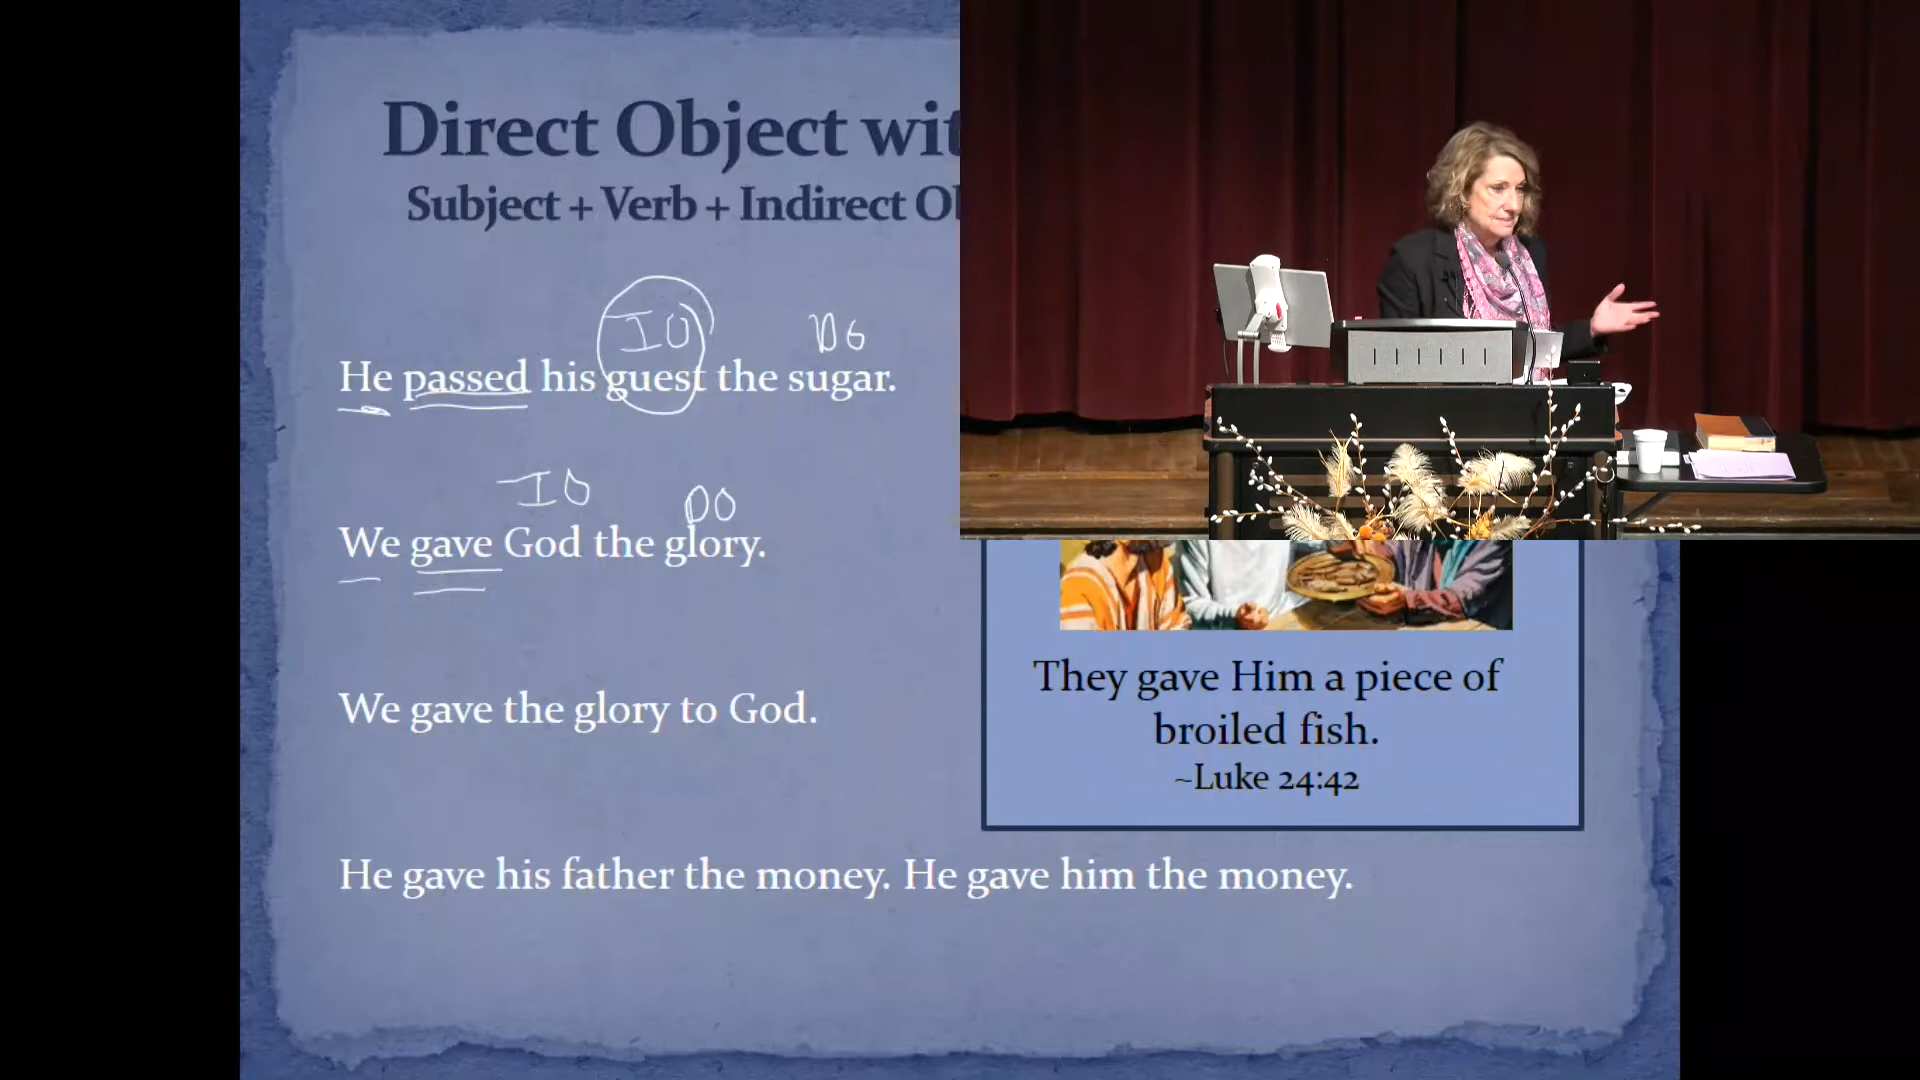 Direct Object wit
Subject + Verb + Indirect Ob
IO DO
He passed his guest the sugar.
IO DO
We gave God the glory.
We gave the glory to God.
He gave his father the money. He gave him the money.
They gave Him a piece of
broiled fish.
~Luke 24:42